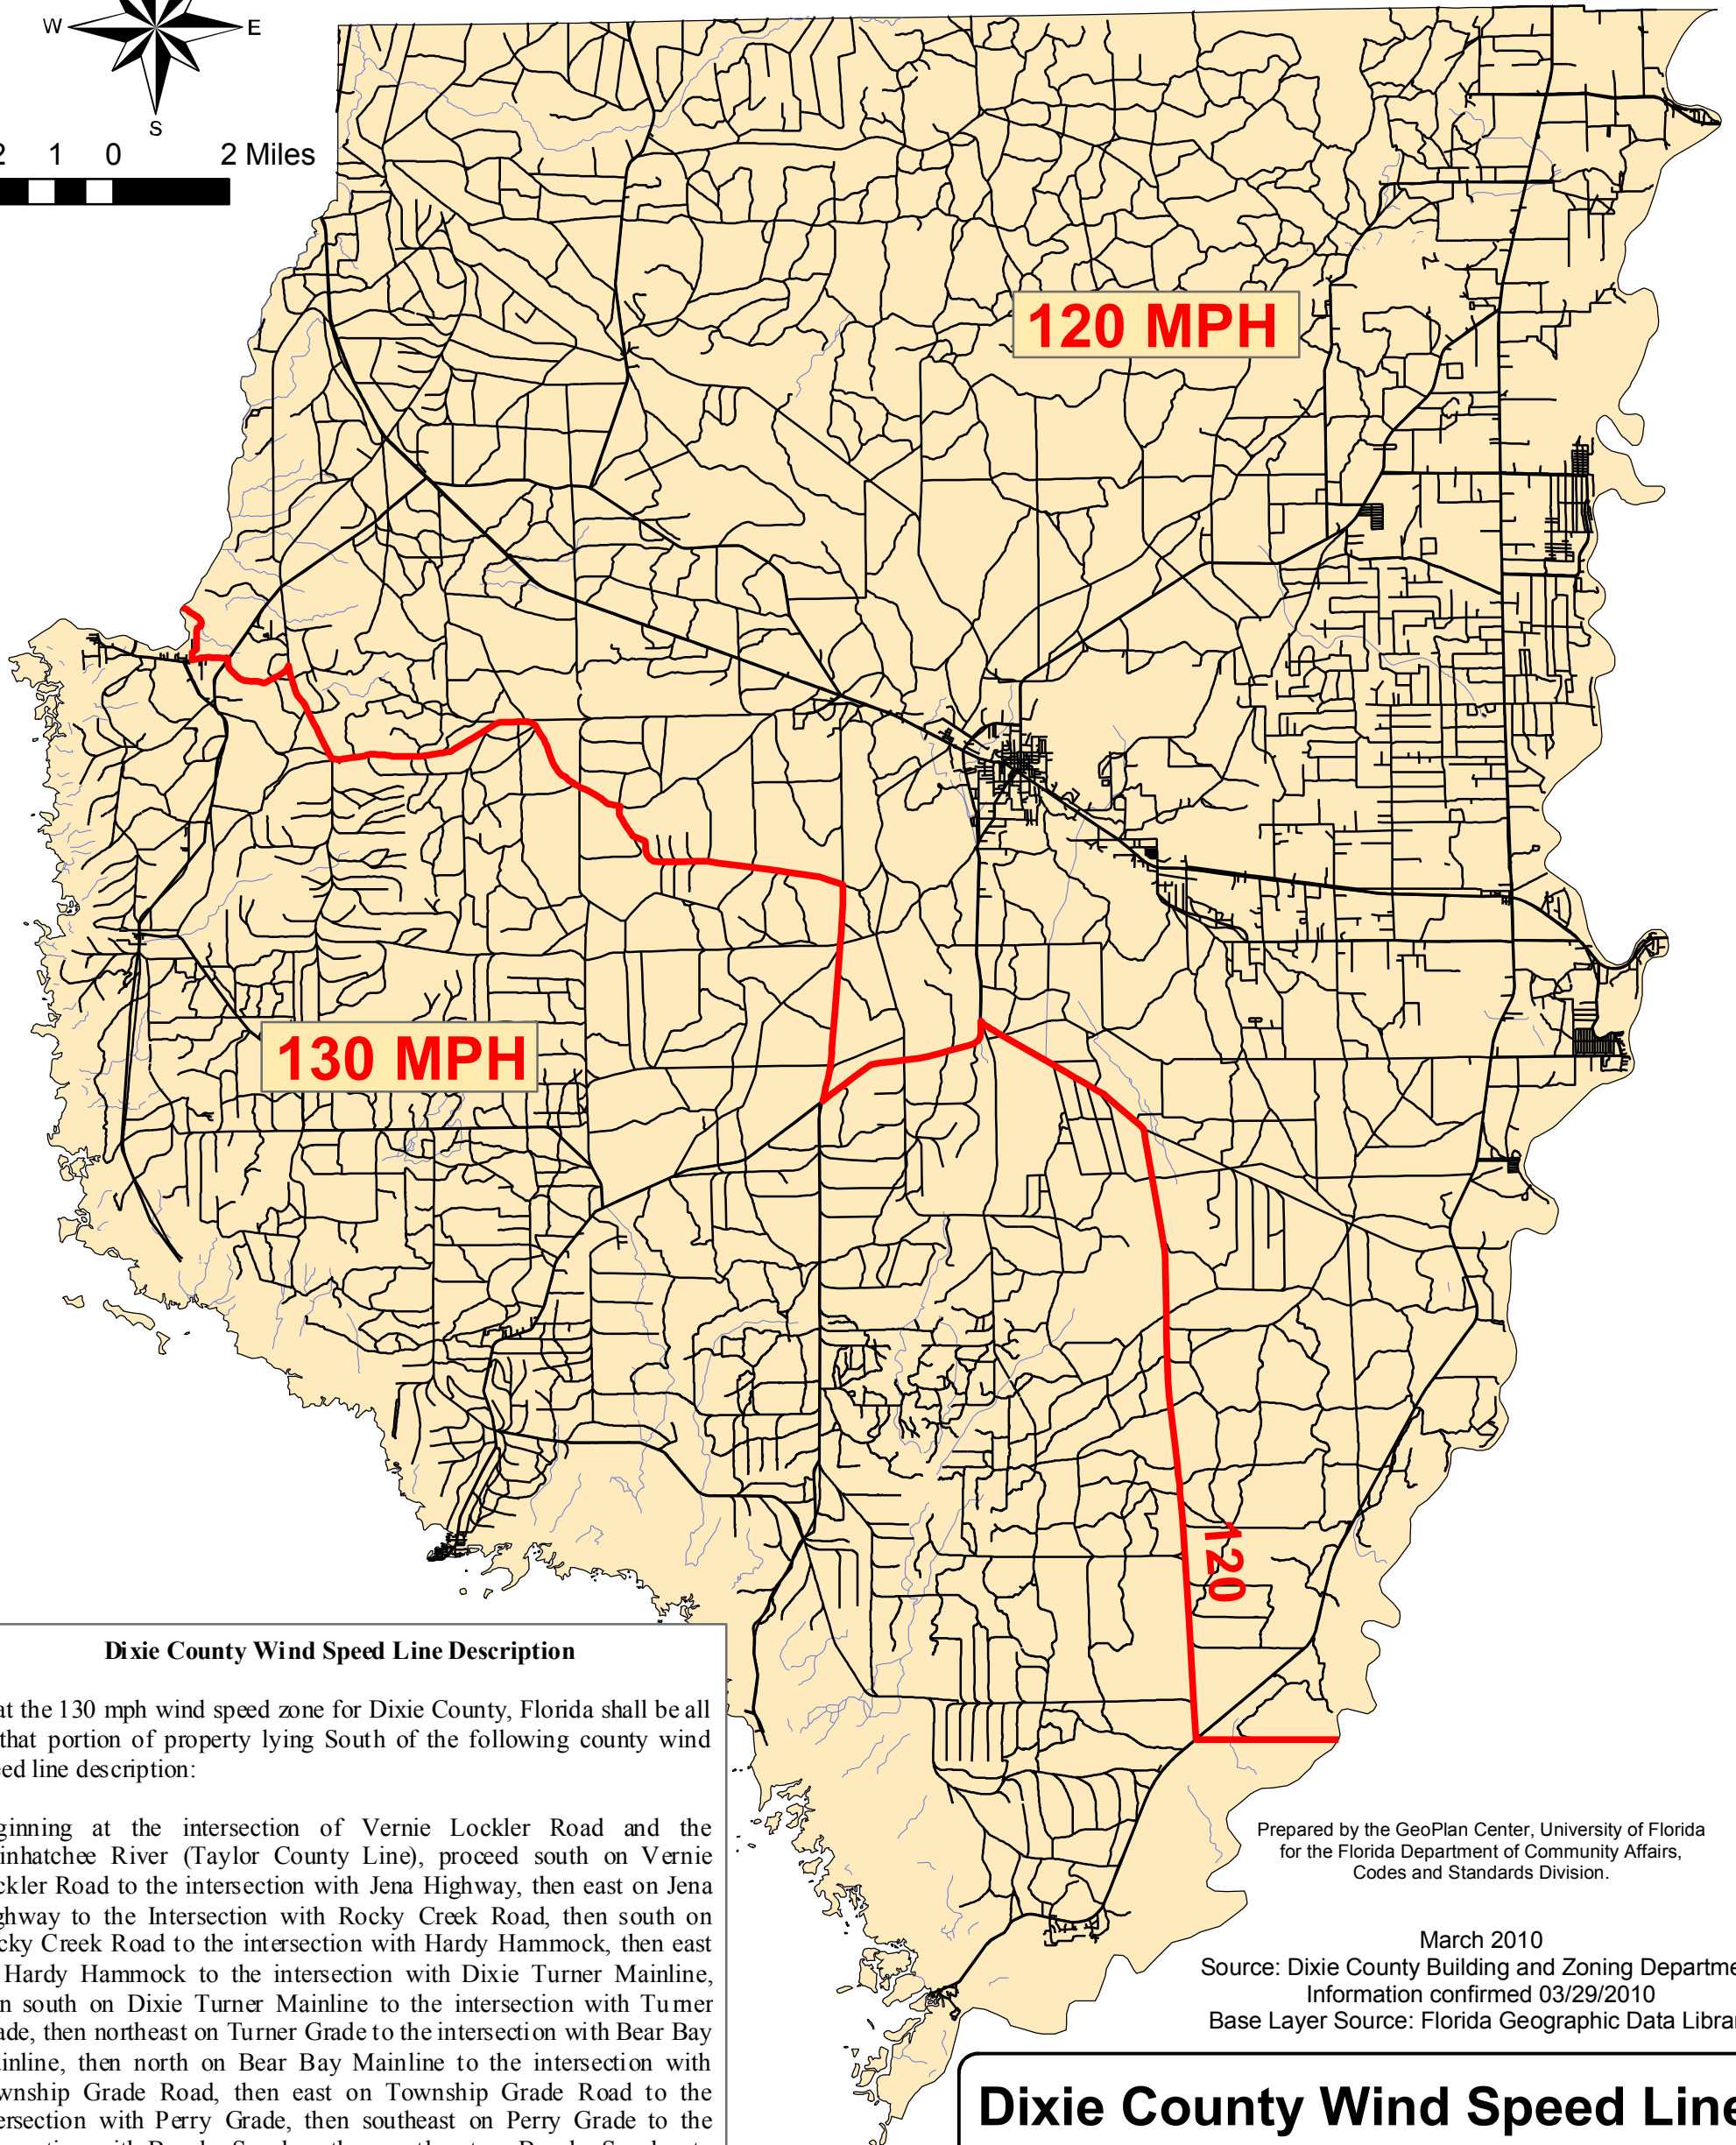 W
E
S
2 1 0 2 Miles
120 MPH
130 MPH
120
Dixie County Wind Speed Line Description
at the 130 mph wind speed zone for Dixie County, Florida shall be all
that portion of property lying South of the following county wind
eed line description:
ginning at the intersection of Vernie Lockler Road and the
inhatchee River (Taylor County Line), proceed south on Vernie
ckler Road to the intersection with Jena Highway, then east on Jena
ghway to the Intersection with Rocky Creek Road, then south on
cky Creek Road to the intersection with Hardy Hammock, then east
Hardy Hammock to the intersection with Dixie Turner Mainline,
n south on Dixie Turner Mainline to the intersection with Turner
ade, then northeast on Turner Grade to the intersection with Bear Bay
inline, then north on Bear Bay Mainline to the intersection with
wnship Grade Road, then east on Township Grade Road to the
ersection with Perry Grade, then southeast on Perry Grade to the
Prepared by the GeoPlan Center, University of Florida
for the Florida Department of Community Affairs,
Codes and Standards Division.
March 2010
Source: Dixie County Building and Zoning Departme
Information confirmed 03/29/2010
Base Layer Source: Florida Geographic Data Librar
Dixie County Wind Speed Line